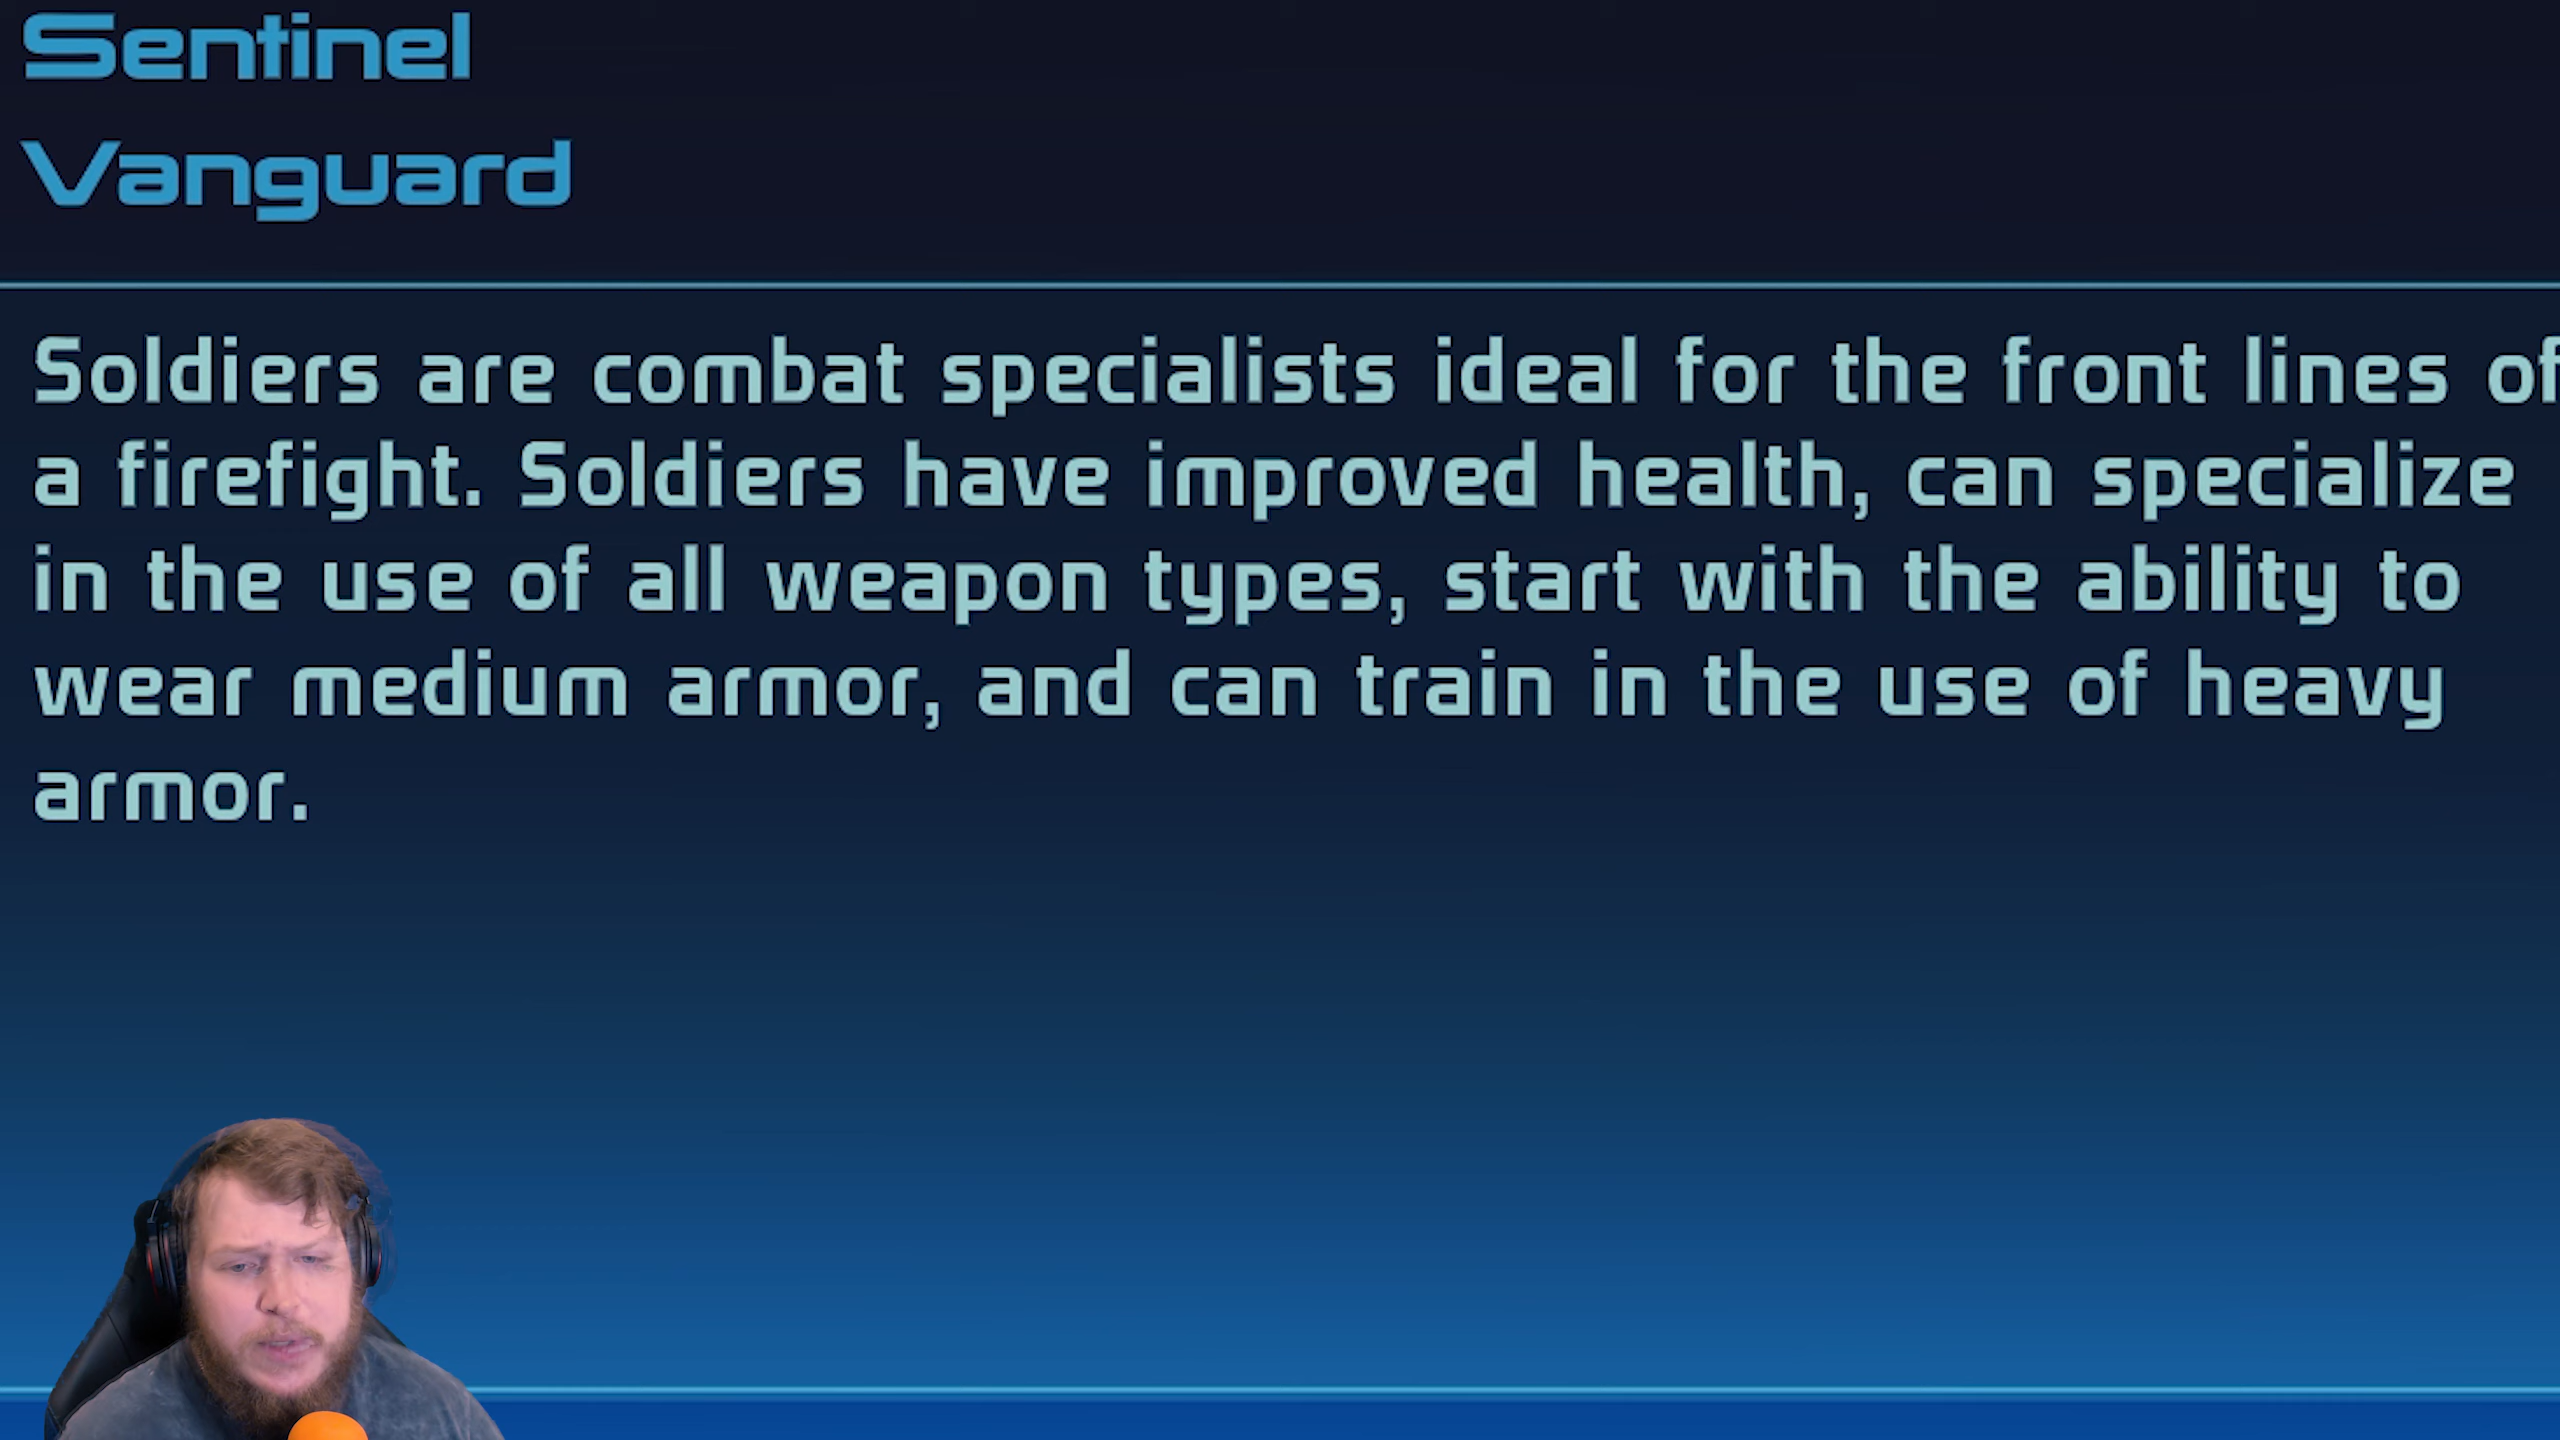 Sentinel
Vanguard
Soldiers are combat specialists ideal for the front lines of
a firefight. Soldiers have improved health, can specialize
in the use of all weapon types, start with the ability to
wear medium armor, and can train in the use of heavy
armor.